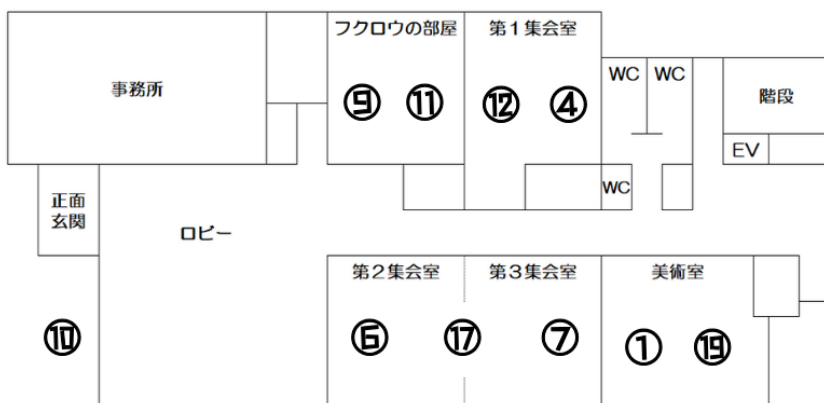 フクロウの部屋
第1集会室
事務所
WC
WC
階段
⑨
⑪
⑫
④
EV
正面
玄関
WC
ロビー
第2集会室
第3集会室
美術室
⑩
⑥
⑰
⑦
①
⑲